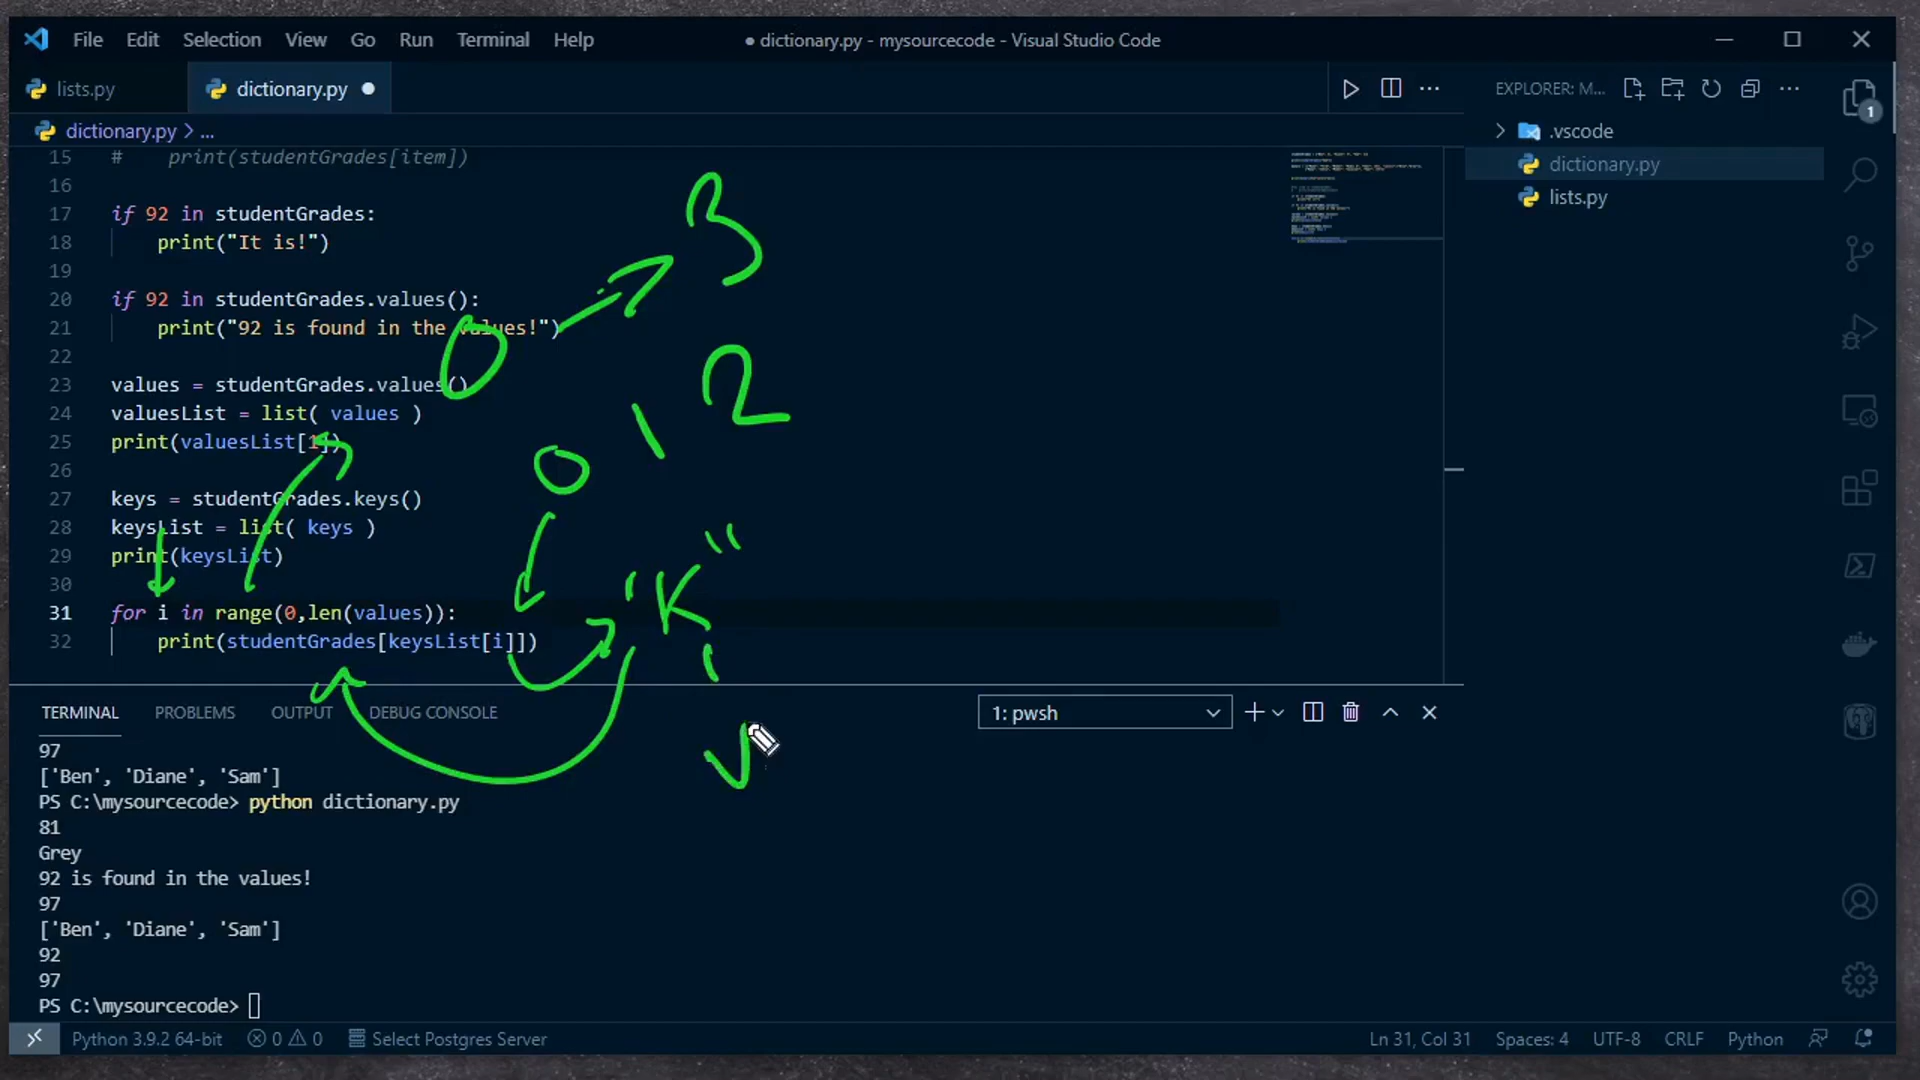 File Edit Selection View Go Run Terminal Help
● dictionary.py - mysourcecode - Visual Studio Code
lists.py
dictionary.py
EXPLORER: M...
dictionary.py > ...
.vscode
dictionary.py
lists.py
1
15 # print(studentGrades[item])
16
17 if 92 in studentGrades:
18 print("It is!")
19
20 if 92 in studentGrades.values():
21 print("92 is found in the values!")
22
23 values = studentGrades.values()
24 valuesList = list( values )
25 print(valuesList[1])
26
27 keys = studentGrades.keys()
28 keysList = list( keys )
29 print(keysList)
30
31 for i in range(0,len(values)):
32 print(studentGrades[keysList[i]])
0 3
0 1 2
"K"
V
TERMINAL PROBLEMS OUTPUT DEBUG CONSOLE
1: pwsh
97
['Ben', 'Diane', 'Sam']
PS C:\mysourcecode> python dictionary.py
81
Grey
92 is found in the values!
97
['Ben', 'Diane', 'Sam']
92
97
PS C:\mysourcecode>
Python 3.9.2 64-bit 0 0 Select Postgres Server
Ln 31, Col 31 Spaces: 4 UTF-8 CRLF Python